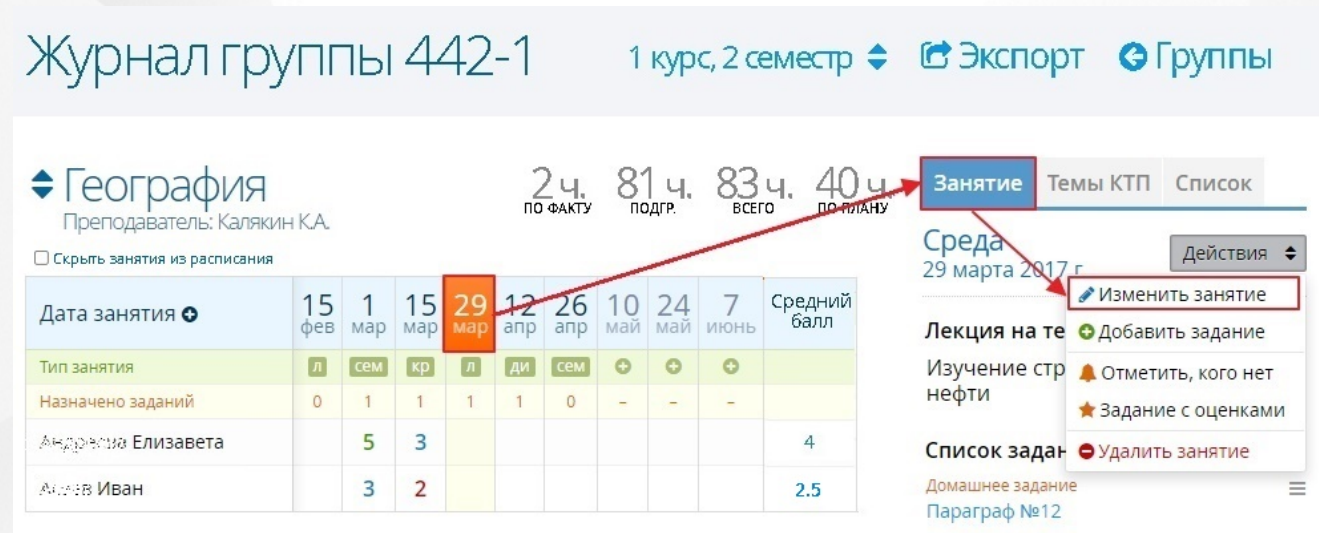 Журнал группы 442-1
1 курс, 2 семестр
Экспорт
Группы
География
Преподаватель: Калякин К.А.
2 ч. 81 ч. 83 ч. 40 ч.
ПО ФАКТУ ПОДГР. ВСЕГО ПО ПЛАНУ
Скрыть занятия из расписания
Дата занятия 15 фев 1 мар 15 мар 29 мар 12 апр 26 апр 10 май 24 май 7 июнь Средний балл
Тип занятия л сем кр л ди сем
Назначено заданий 0 1 1 1 1 0 – – –
Елизавета 5 3 4
Иван 3 2 2.5
Занятие Темы КТП Список
Среда
29 марта 2017 г
Действия
Изменить занятие
Добавить задание
Отметить, кого нет
Задание с оценками
Удалить занятие
Лекция на те
Изучение стр
нефти
Список задан
Домашнее задание
Параграф №12